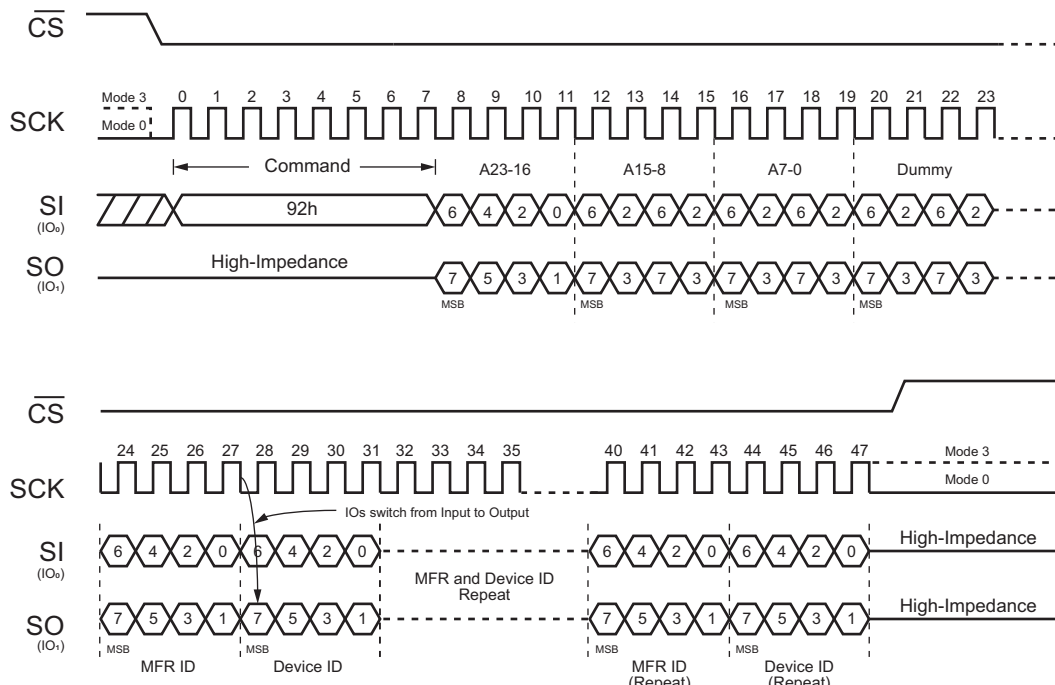 CS
Mode 3
Mode 0
SCK
0 1 2 3 4 5 6 7 8 9 10 11 12 13 14 15 16 17 18 19 20 21 22 23
Command A23-16 A15-8 A7-0 Dummy
SI
(IO₀)
92h 6 4 2 0 6 2 6 2 6 2 6 2 6 2 6 2
SO
(IO₁)
High-Impedance 7 5 3 1 7 3 7 3 7 3 7 3 7 3 7 3
MSB MSB MSB MSB
CS
SCK
24 25 26 27 28 29 30 31 32 33 34 35 40 41 42 43 44 45 46 47
Mode 3
Mode 0
IOs switch from Input to Output
SI
(IO₀)
6 4 2 0 6 4 2 0 6 4 2 0 6 4 2 0 High-Impedance
MFR and Device ID
Repeat
SO
(IO₁)
7 5 3 1 7 5 3 1 7 5 3 1 7 5 3 1 High-Impedance
MSB MSB MSB MSB
MFR ID Device ID MFR ID Device ID
(Repeat) (Repeat)